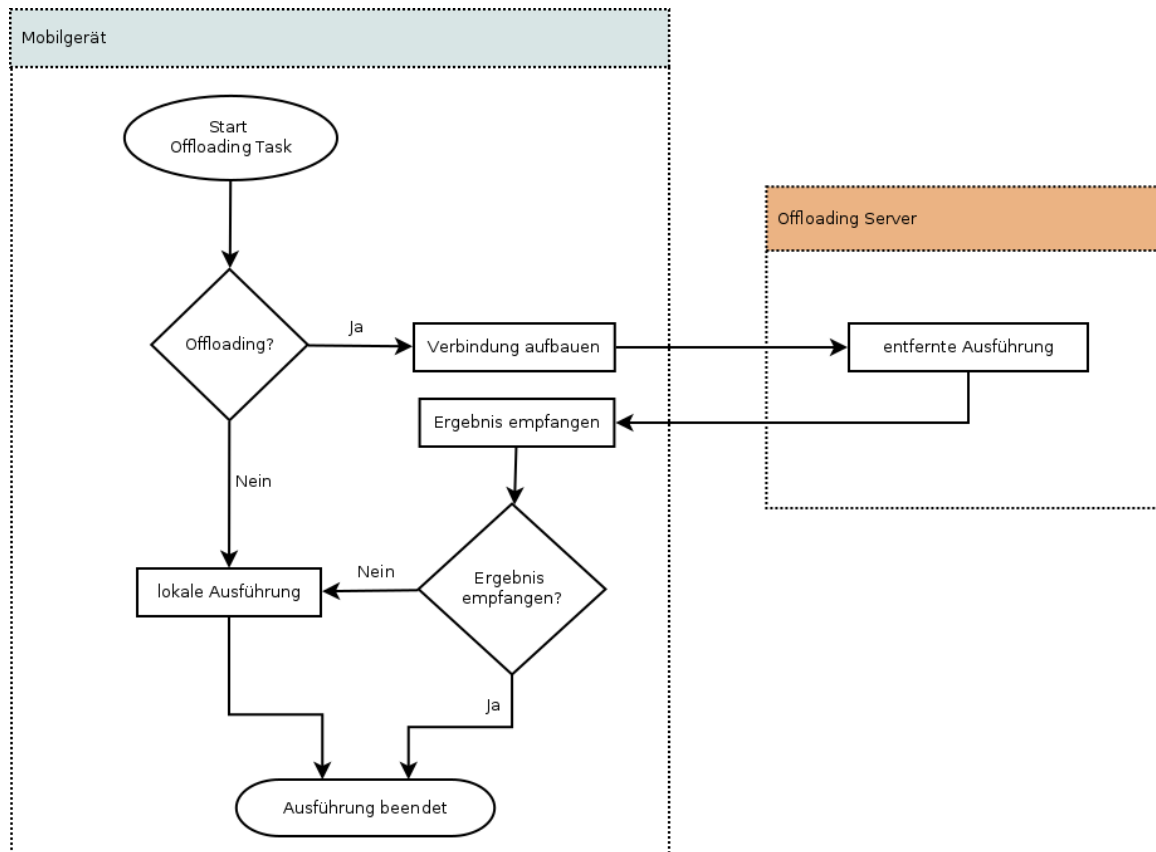 Mobilgerät
Start
Offloading Task
Offloading Server
Offloading?
Ja
Verbindung aufbauen
entfernte Ausführung
Ergebnis empfangen
Nein
lokale Ausführung
Nein
Ergebnis
empfangen?
Ja
Ausführung beendet